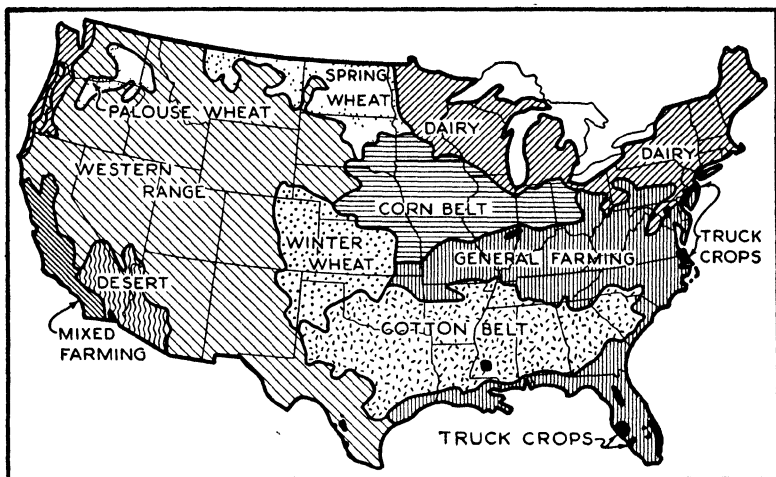 SPRING
WHEAT
PALOUSE WHEAT
DAIRY
DAIRY
WESTERN
RANGE
CORN BELT
TRUCK
CROPS
WINTER
WHEAT
GENERAL FARMING
DESERT
COTTON BELT
MIXED
FARMING
TRUCK CROPS